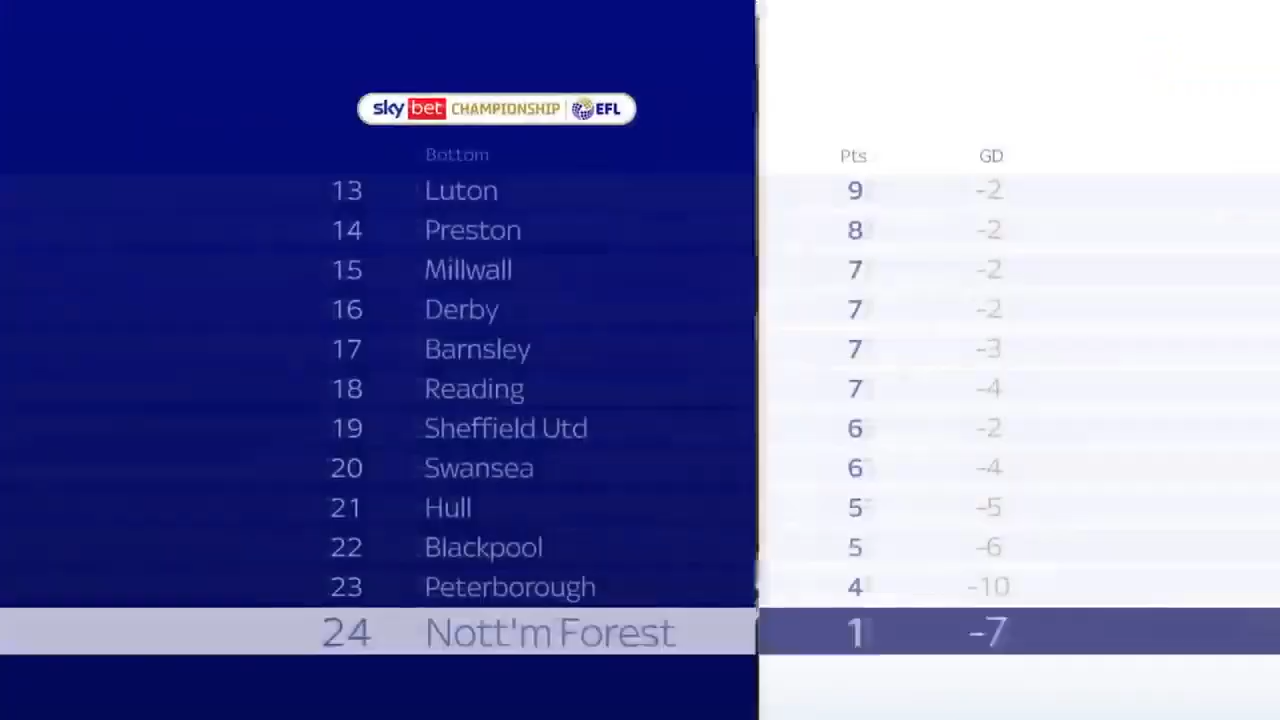 sky bet CHAMPIONSHIP EFL
Bottom Pts GD
13 Luton 9 -2
14 Preston 8 -2
15 Millwall 7 -2
16 Derby 7 -2
17 Barnsley 7 -3
18 Reading 7 -4
19 Sheffield Utd 6 -2
20 Swansea 6 -4
21 Hull 5 -5
22 Blackpool 5 -6
23 Peterborough 4 -10
24 Nott'm Forest 1 -7